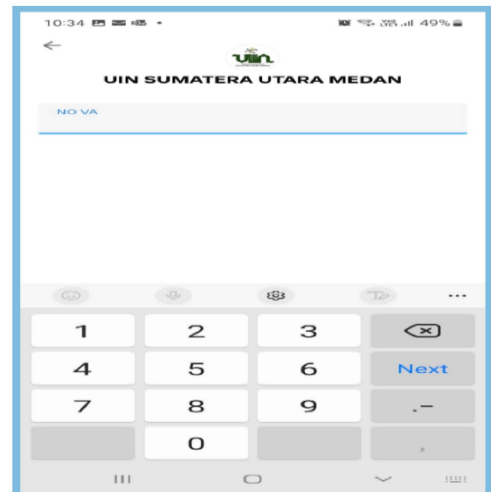 10:34
49%
uin
UIN SUMATERA UTARA MEDAN
NO VA
1 2 3
4 5 6 Next
7 8 9 .-
0 ,